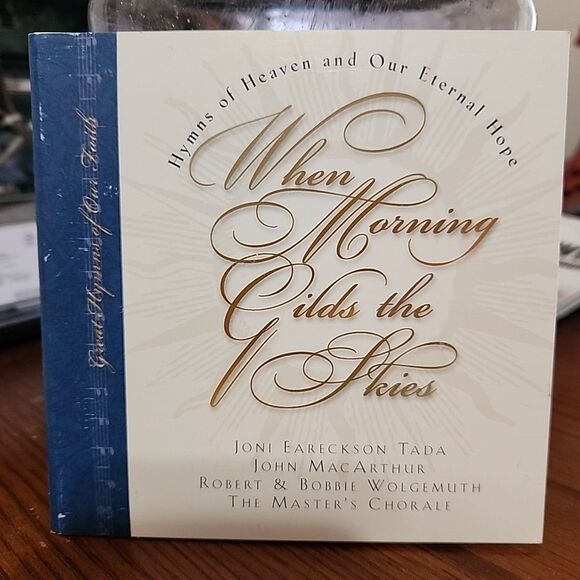 Great Hymns of Our Faith
Hymns of Heaven and Our Eternal Hope
When
Morning
Gilds the
Skies
Joni Eareckson Tada
John MacArthur
Robert & Bobbie Wolgemuth
The Master's Chorale